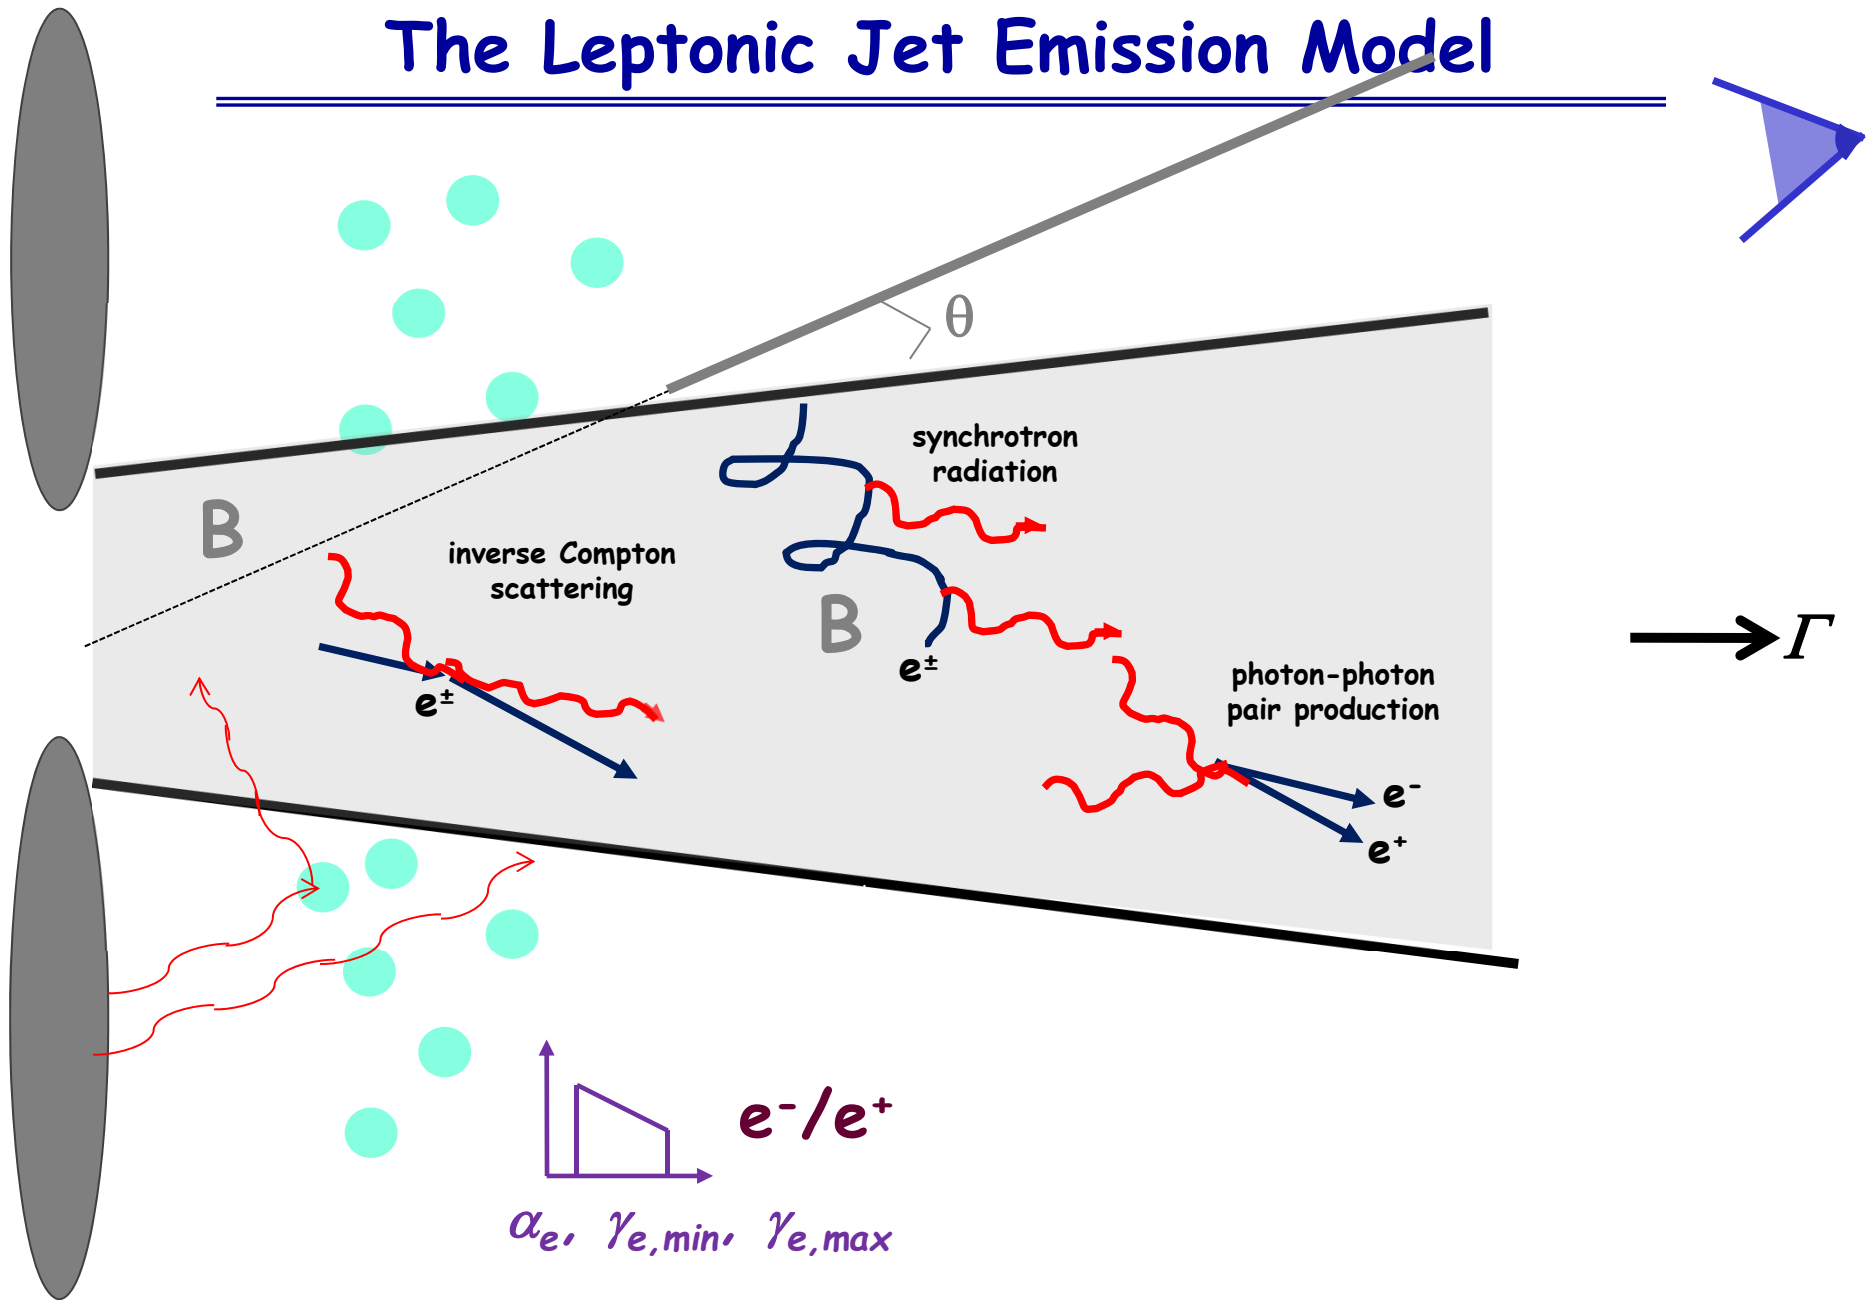 The Leptonic Jet Emission Model
θ
synchrotron
radiation
B
inverse Compton
scattering
B
e±
Γ
photon-photon
pair production
e±
e⁻
e⁺
e⁻/e⁺
αe, γe,min, γe,max